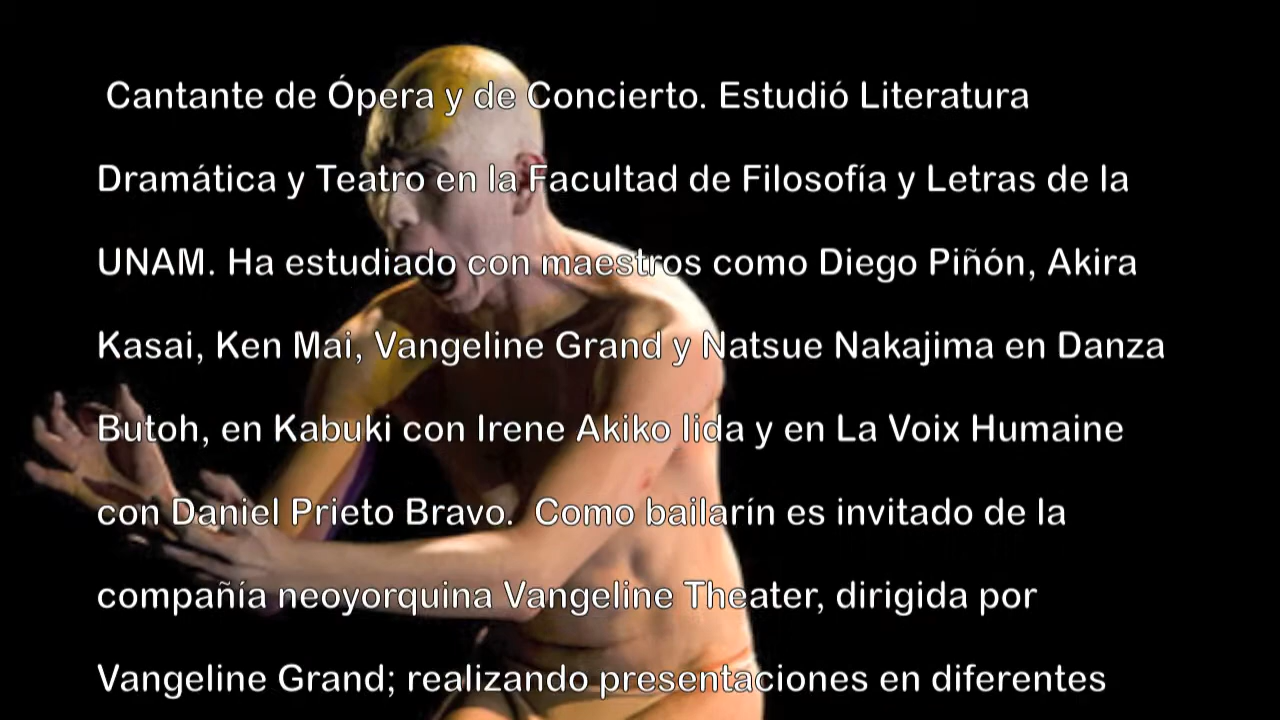 Cantante de Ópera y de Concierto. Estudió Literatura
Dramática y Teatro en la Facultad de Filosofía y Letras de la
UNAM. Ha estudiado con maestros como Diego Piñón, Akira
Kasai, Ken Mai, Vangeline Grand y Natsue Nakajima en Danza
Butoh, en Kabuki con Irene Akiko Iida y en La Voix Humaine
con Daniel Prieto Bravo.  Como bailarín es invitado de la
compañía neoyorquina Vangeline Theater, dirigida por
Vangeline Grand; realizando presentaciones en diferentes